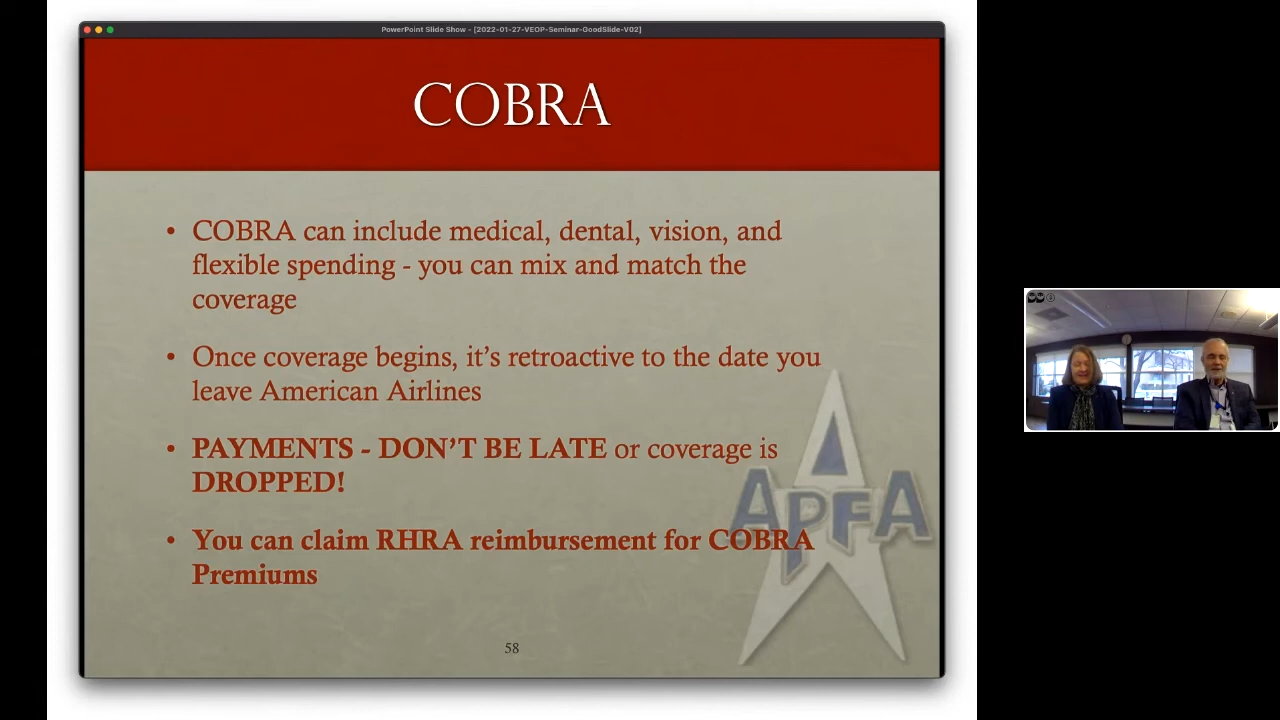 PowerPoint Slide Show - [2022-01-27-VEOP-Seminar-GoodSlide-V02]
COBRA
• COBRA can include medical, dental, vision, and
flexible spending - you can mix and match the
coverage
• Once coverage begins, it’s retroactive to the date you
leave American Airlines
• PAYMENTS - DON’T BE LATE or coverage is
DROPPED!
• You can claim RHRA reimbursement for COBRA
Premiums
APFA
58